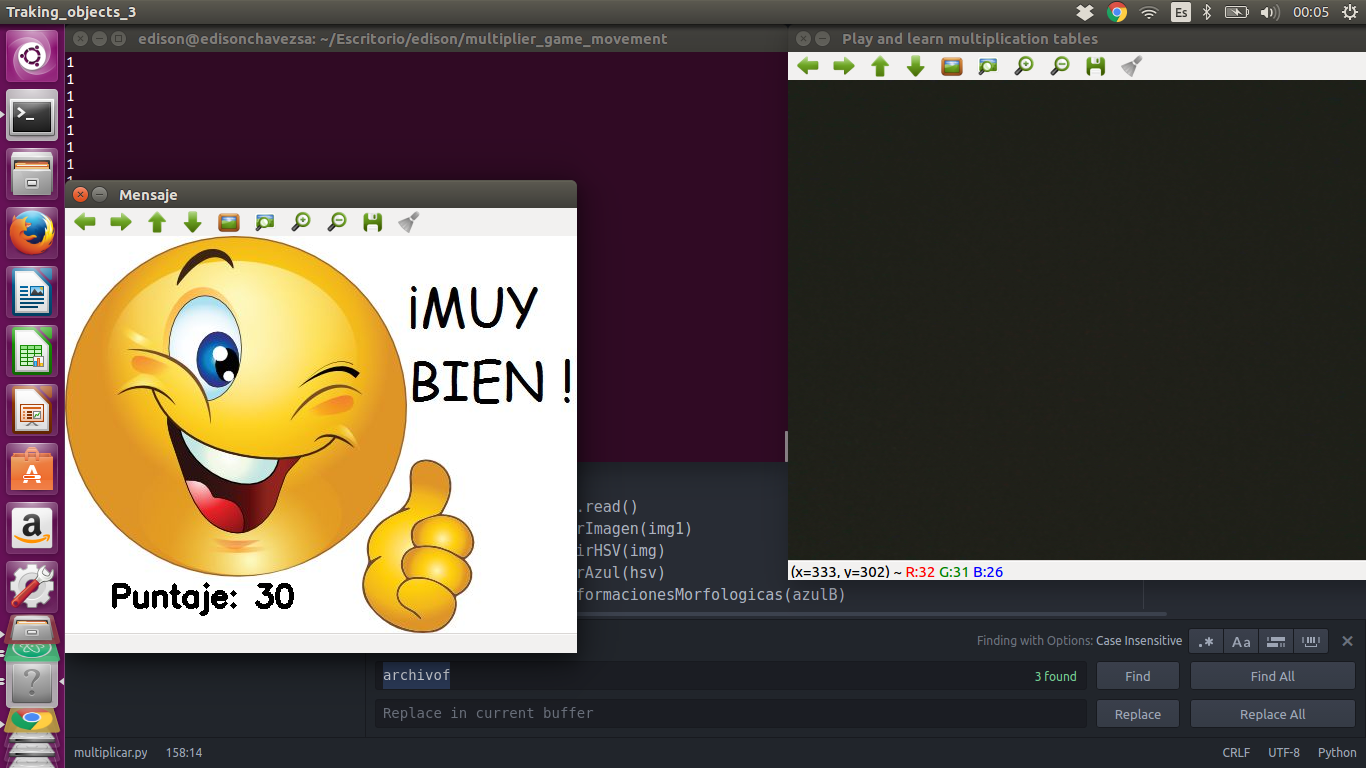 Traking_objects_3
Es
00:05
edison@edisonchavezsa: ~/Escritorio/edison/multiplier_game_movement
1
1
1
1
1
1
1
Mensaje
¡MUY
BIEN !
Puntaje: 30
Play and learn multiplication tables
(x=333, y=302) ~ R:32 G:31 B:26
.read()
rImagen(img1)
irHSV(img)
rAzul(hsv)
formacionesMorfologicas(azulB)
Finding with Options: Case Insensitive
.*
Aa
archivof
3 found
Find
Find All
Replace in current buffer
Replace
Replace All
multiplicar.py
158:14
CRLF
UTF-8
Python